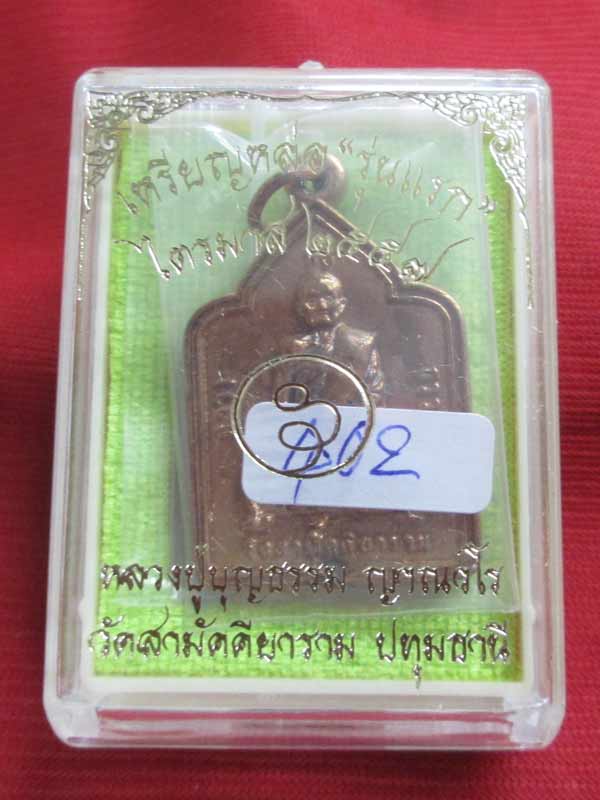 เหรียญหล่อ "รุ่นแรก"
ไตรมาส ๒๕๕๗
หลวงปู่บุญธรรม ญาณวโร
วัดสามัคคียาราม ปทุมธานี